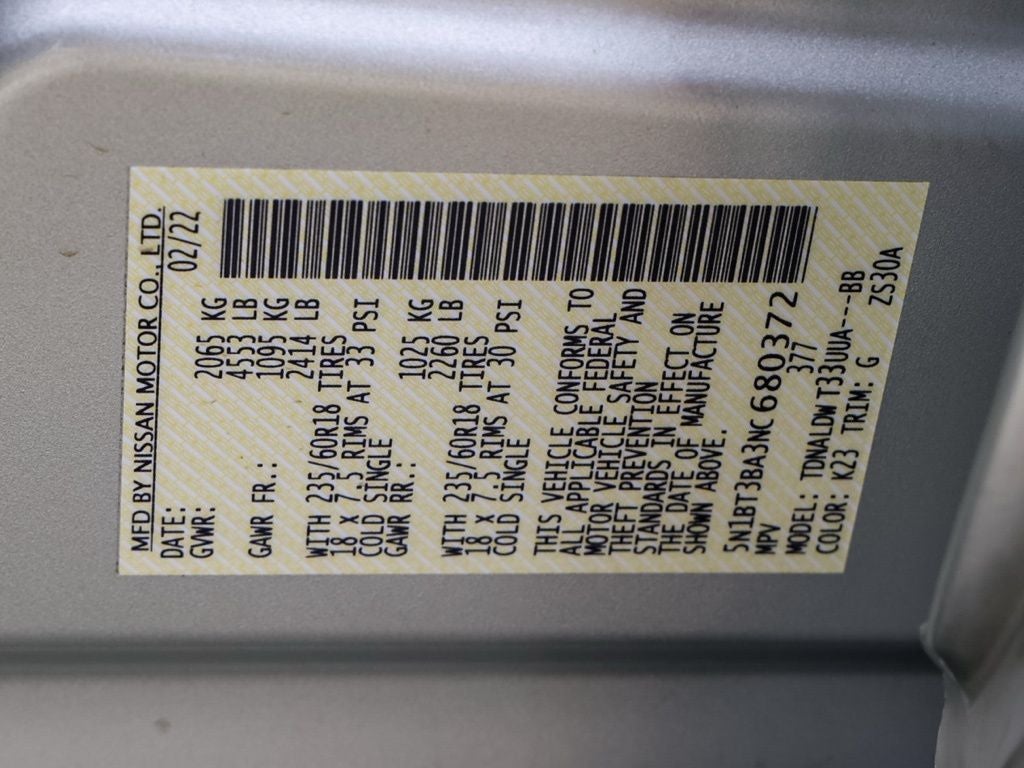 MFD BY NISSAN MOTOR CO., LTD.
DATE: 02/22
GVWR: 2065 KG
4553 LB
GAWR FR.: 1095 KG
2414 LB
WITH 235/60R18 TIRES
18 X 7.5 RIMS AT 33 PSI
COLD SINGLE
GAWR RR.: 1025 KG
2260 LB
WITH 235/60R18 TIRES
18 X 7.5 RIMS AT 30 PSI
COLD SINGLE
THIS VEHICLE CONFORMS TO
ALL APPLICABLE FEDERAL
MOTOR VEHICLE SAFETY AND
THEFT PREVENTION
STANDARDS IN EFFECT ON
THE DATE OF MANUFACTURE
SHOWN ABOVE.
5N1BT3BA3NC680372
MPV 377
MODEL: TDNALDWT33UUA---BB
COLOR: K23 TRIM: G ZS30A